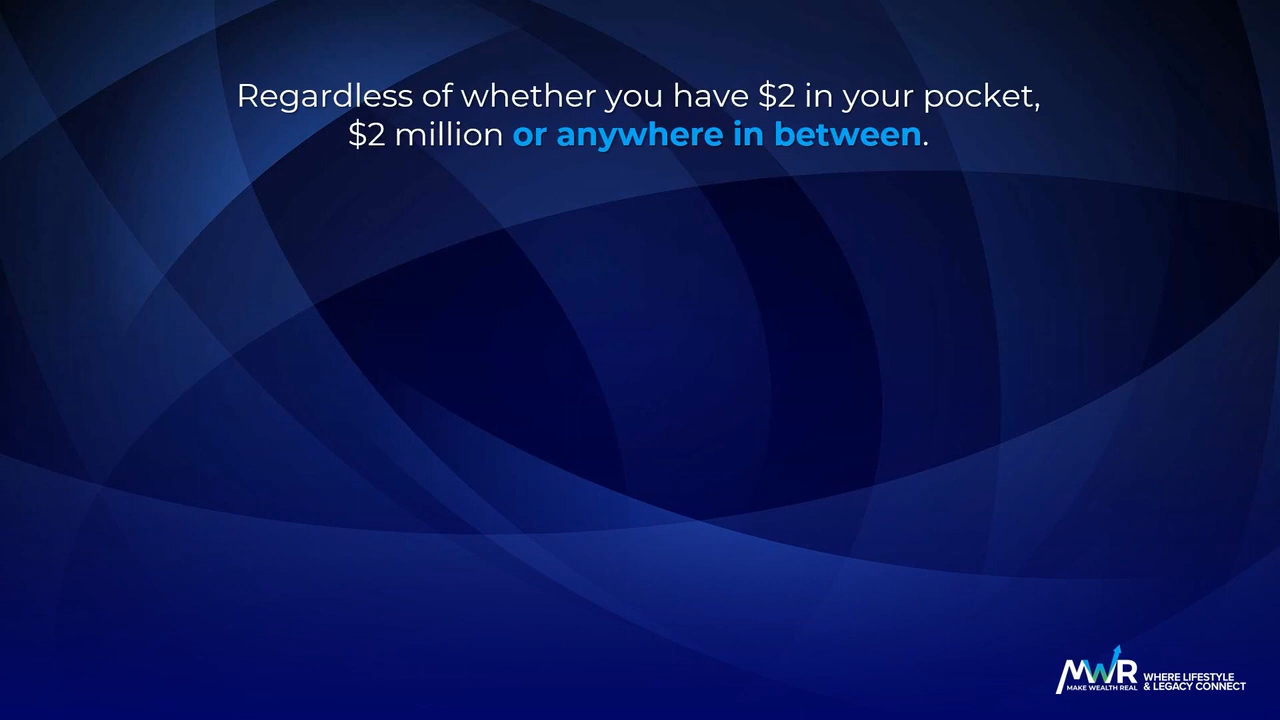 Regardless of whether you have $2 in your pocket,
$2 million or anywhere in between.
MWR
MAKE WEALTH REAL
WHERE LIFESTYLE
& LEGACY CONNECT